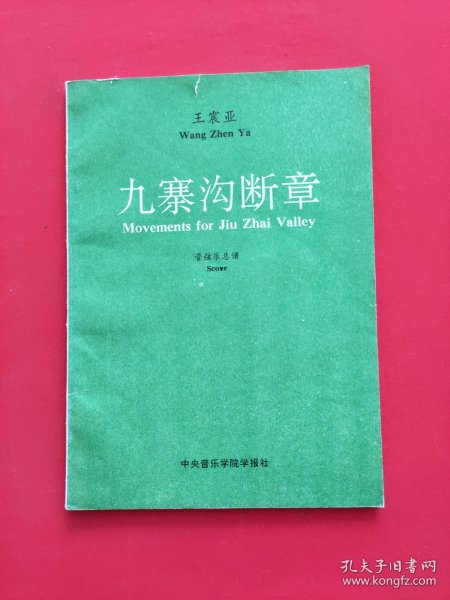 王震亚
Wang Zhen Ya
九寨沟断章
Movements for Jiu Zhai Valley
管弦乐总谱
Scowe
中央音乐学院学报社
孔夫子旧书网
www.kongfz.com